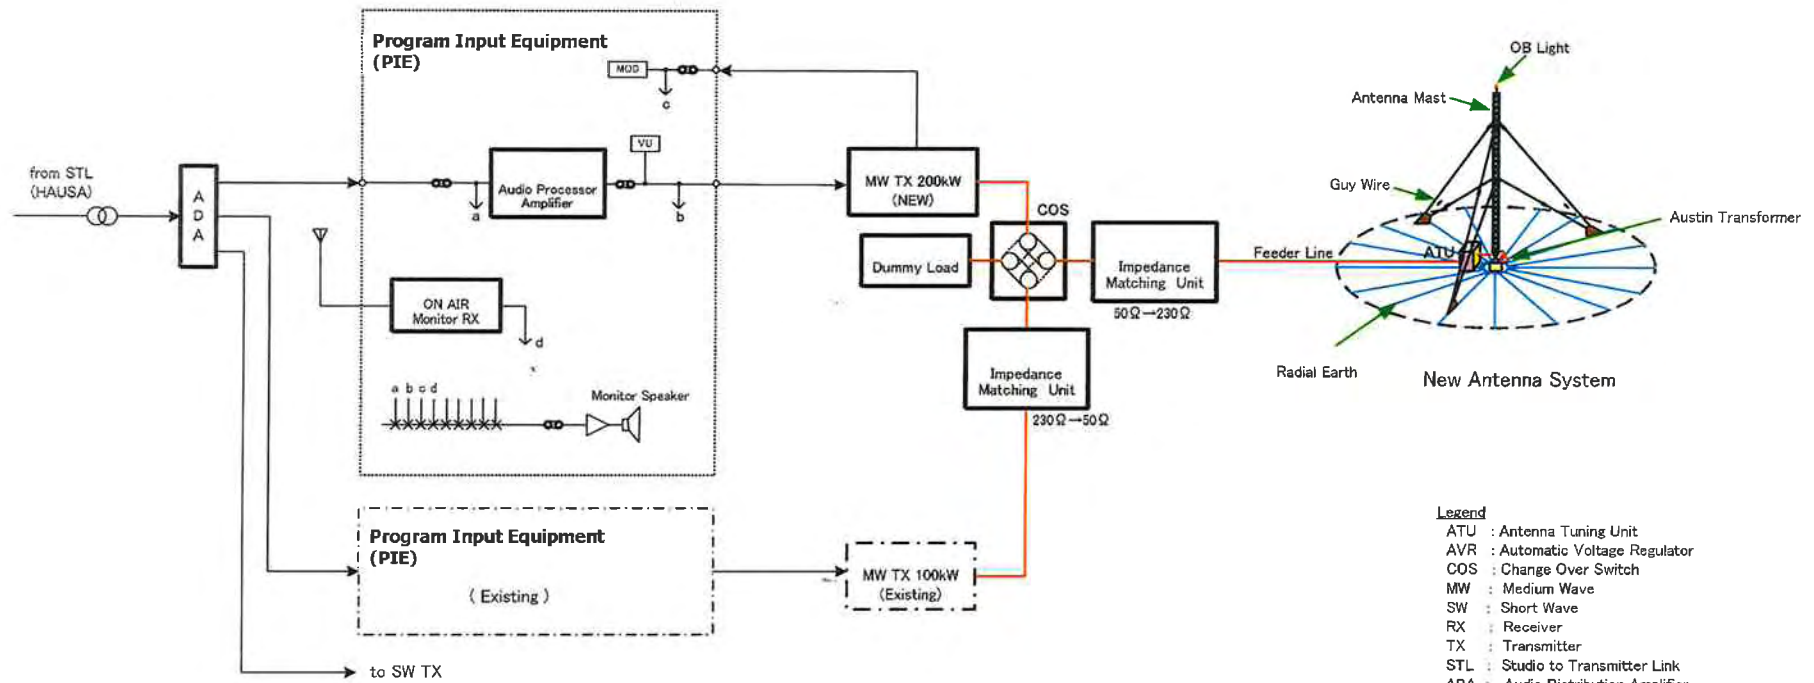 from STL
(HAUSA)
A
D
A
Program Input Equipment
(PIE)
MOD
c
VU
Audio Processor
Amplifier
a
b
ON AIR
Monitor RX
d
a b c d
Monitor Speaker
Program Input Equipment
(PIE)
( Existing )
to SW TX
MW TX 200kW
(NEW)
COS
Dummy Load
Impedance
Matching Unit
50Ω→230Ω
Impedance
Matching Unit
230Ω→50Ω
MW TX 100kW
(Existing)
Feeder Line
OB Light
Antenna Mast
Guy Wire
Austin Transformer
ATU
Radial Earth
New Antenna System
Legend
ATU : Antenna Tuning Unit
AVR : Automatic Voltage Regulator
COS : Change Over Switch
MW : Medium Wave
SW : Short Wave
RX : Receiver
TX : Transmitter
STL : Studio to Transmitter Link
ADA : Audio Distribution Amplifier